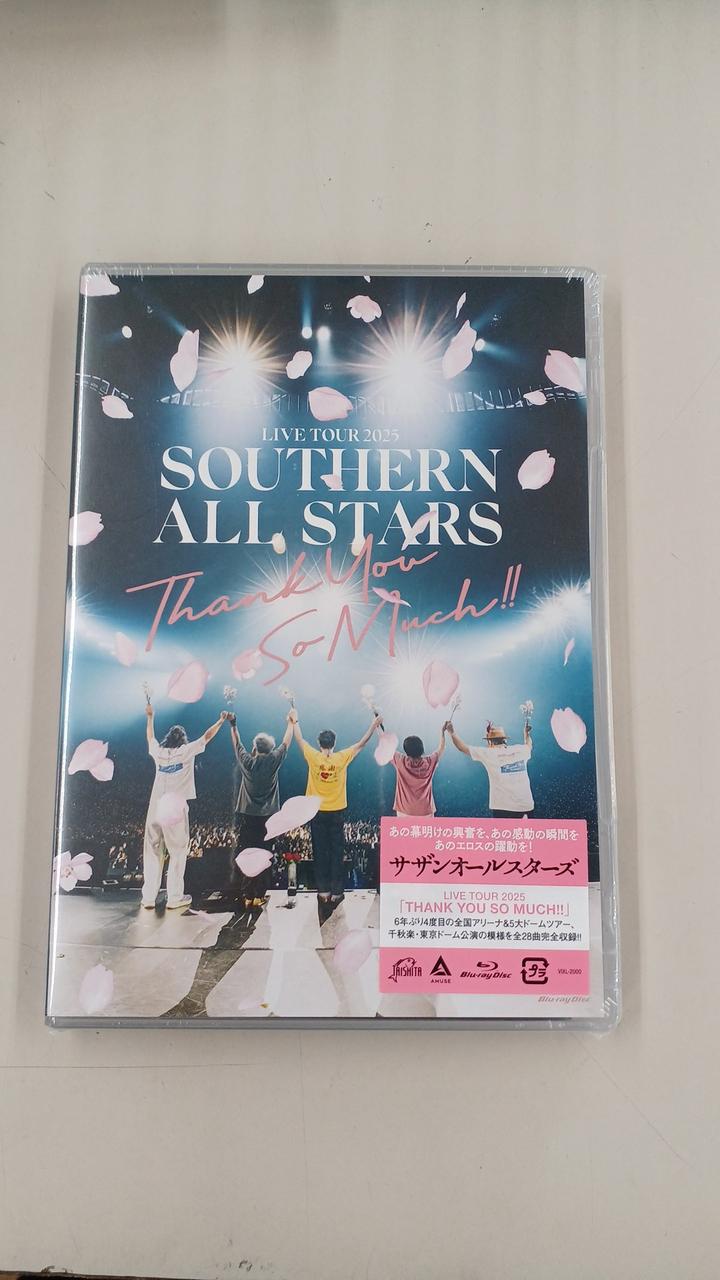 LIVE TOUR 2025
SOUTHERN
ALL STARS
Thank You
So Much!!
あの幕明けの興奮を、あの感動の瞬間を
あのエロスの躍動を!
サザンオールスターズ
LIVE TOUR 2025
「THANK YOU SO MUCH!!」
6年ぶり4度目の全国アリーナ&5大ドームツアー、
千秋楽・東京ドーム公演の模様を全28曲完全収録!!
TAISHITA
AMUSE
Blu-ray Disc
VIXL-2000
Blu-ray Disc